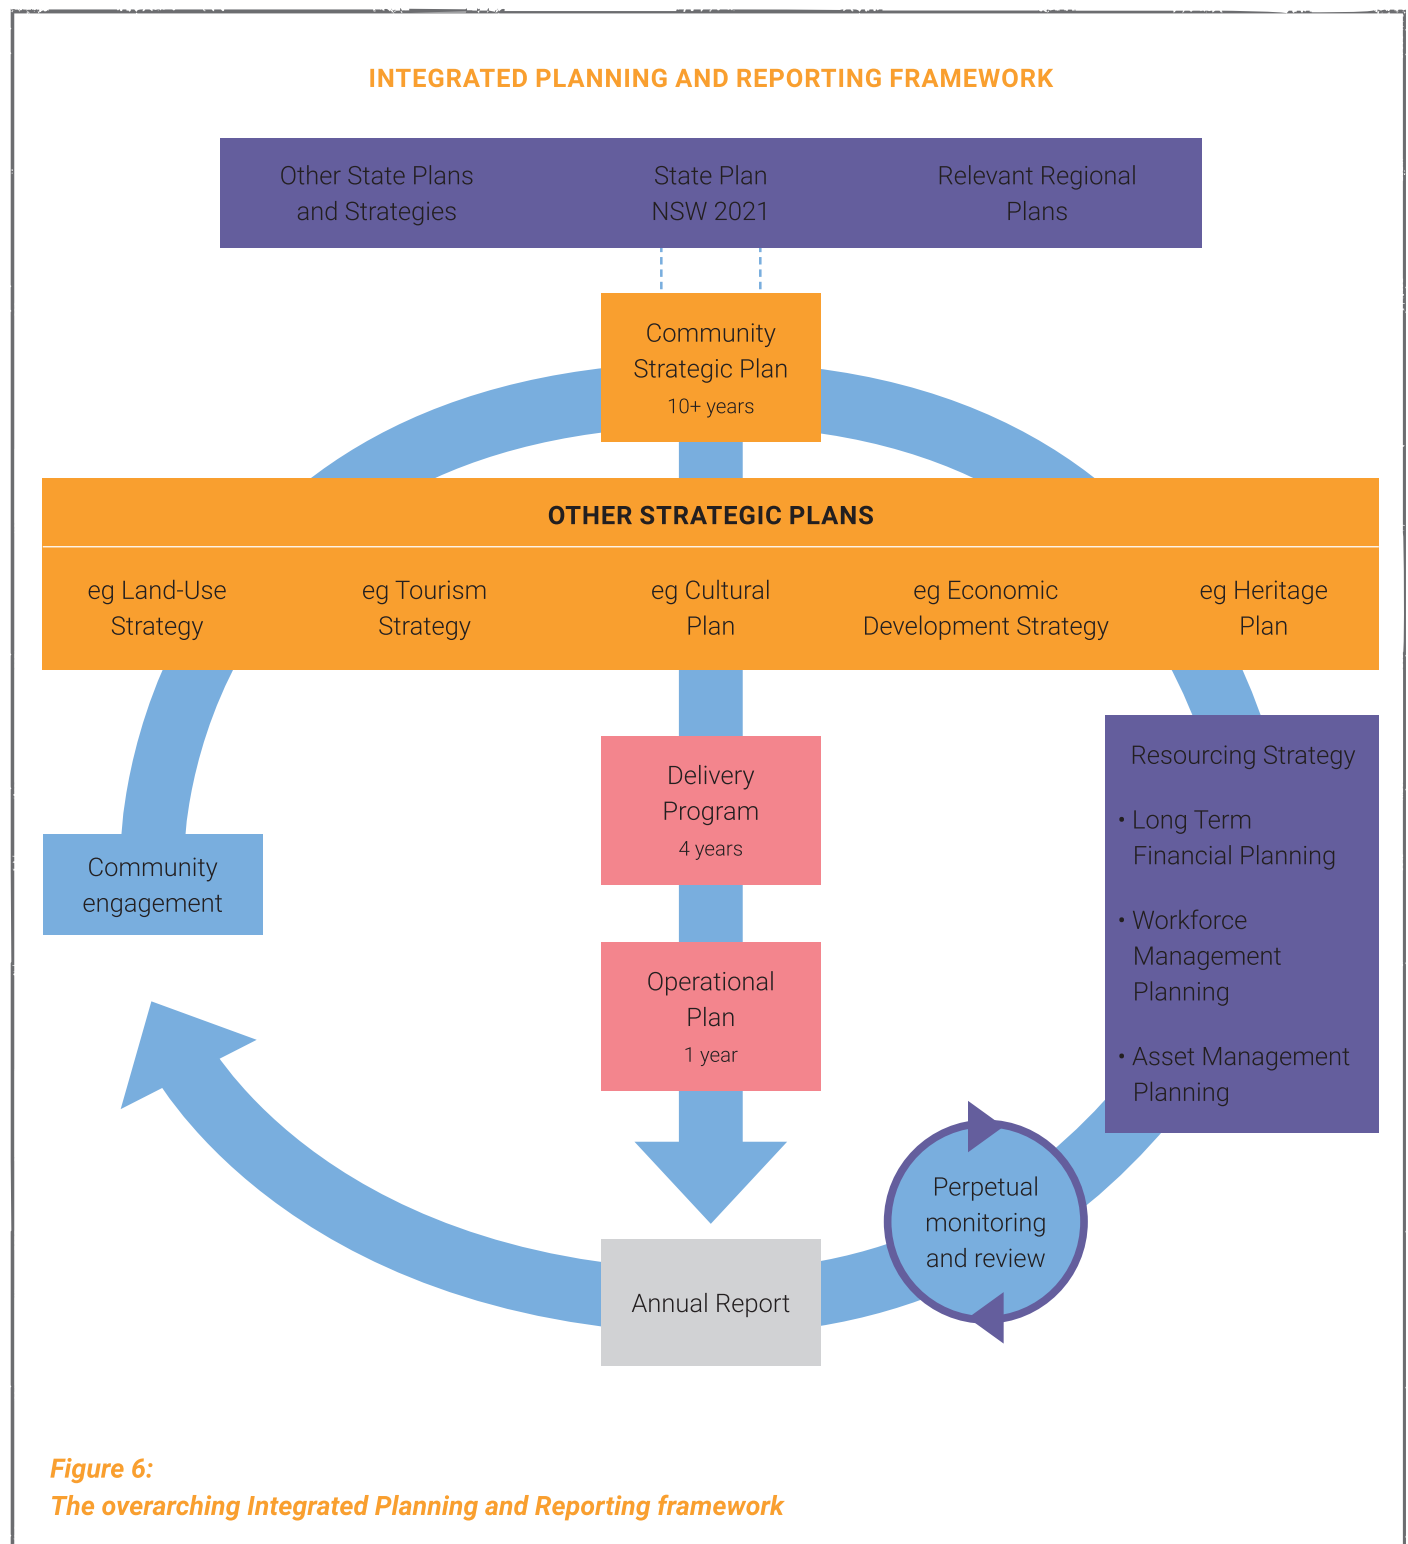 INTEGRATED PLANNING AND REPORTING FRAMEWORK
Other State Plans
and Strategies
State Plan
NSW 2021
Relevant Regional
Plans
Community
Strategic Plan
10+ years
OTHER STRATEGIC PLANS
eg Land-Use
Strategy
eg Tourism
Strategy
eg Cultural
Plan
eg Economic
Development Strategy
eg Heritage
Plan
Delivery
Program
4 years
Resourcing Strategy
• Long Term
Financial Planning
• Workforce
Management
Planning
• Asset Management
Planning
Community
engagement
Operational
Plan
1 year
Perpetual
monitoring
and review
Annual Report
Figure 6:
The overarching Integrated Planning and Reporting framework